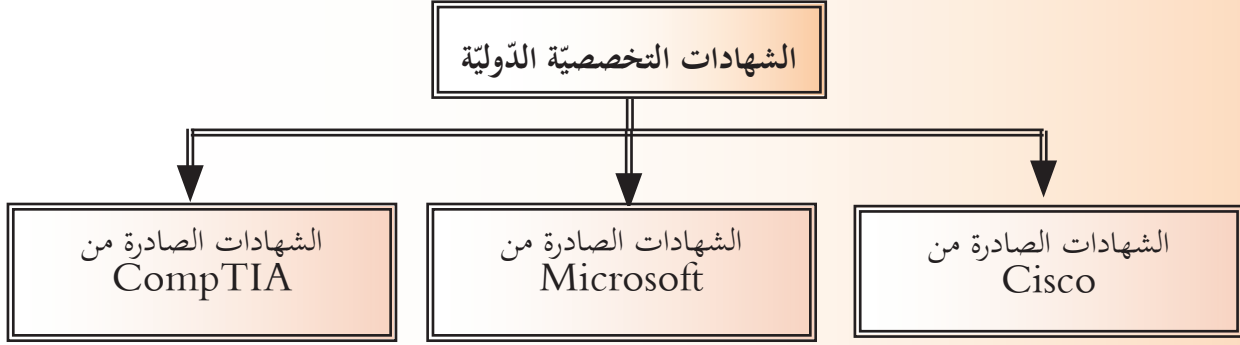 الشهادات التخصصيّة الدّوليّة
الشهادات الصادرة من
Cisco
الشهادات الصادرة من
Microsoft
الشهادات الصادرة من
CompTIA